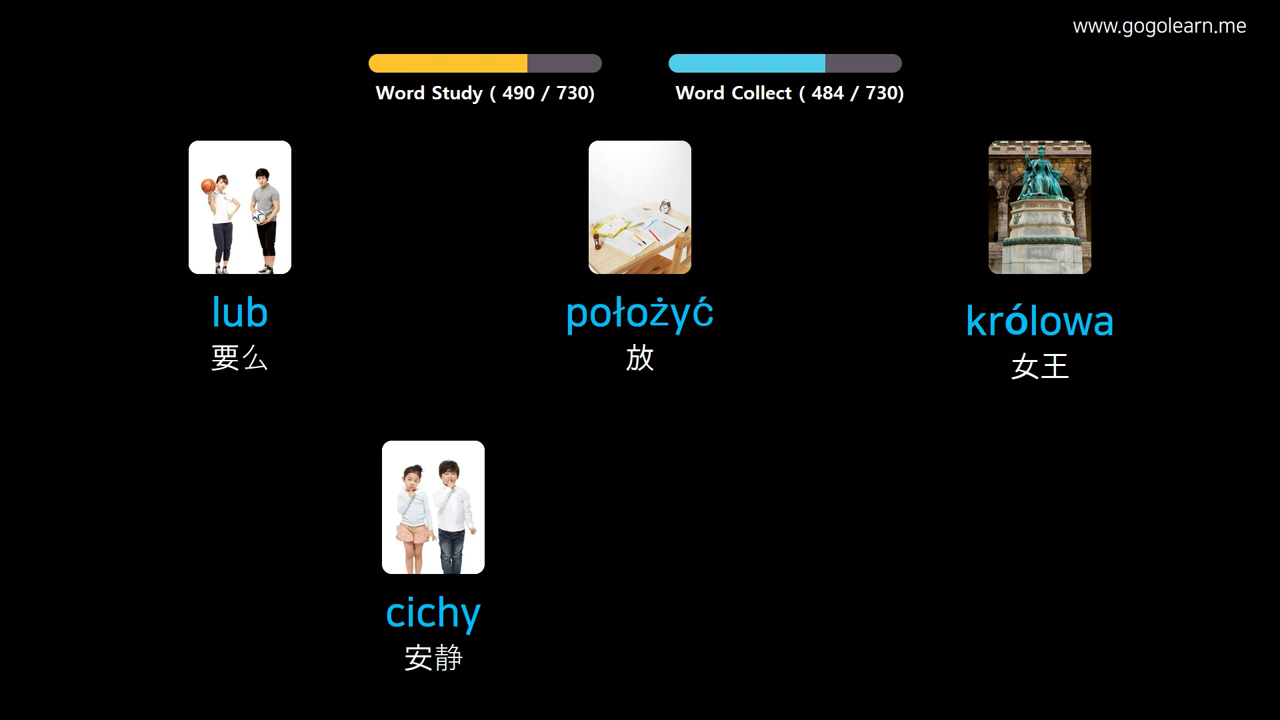 www.gogolearn.me
Word Study ( 490 / 730)
Word Collect ( 484 / 730)
lub
要么
położyć
放
królowa
女王
cichy
安静